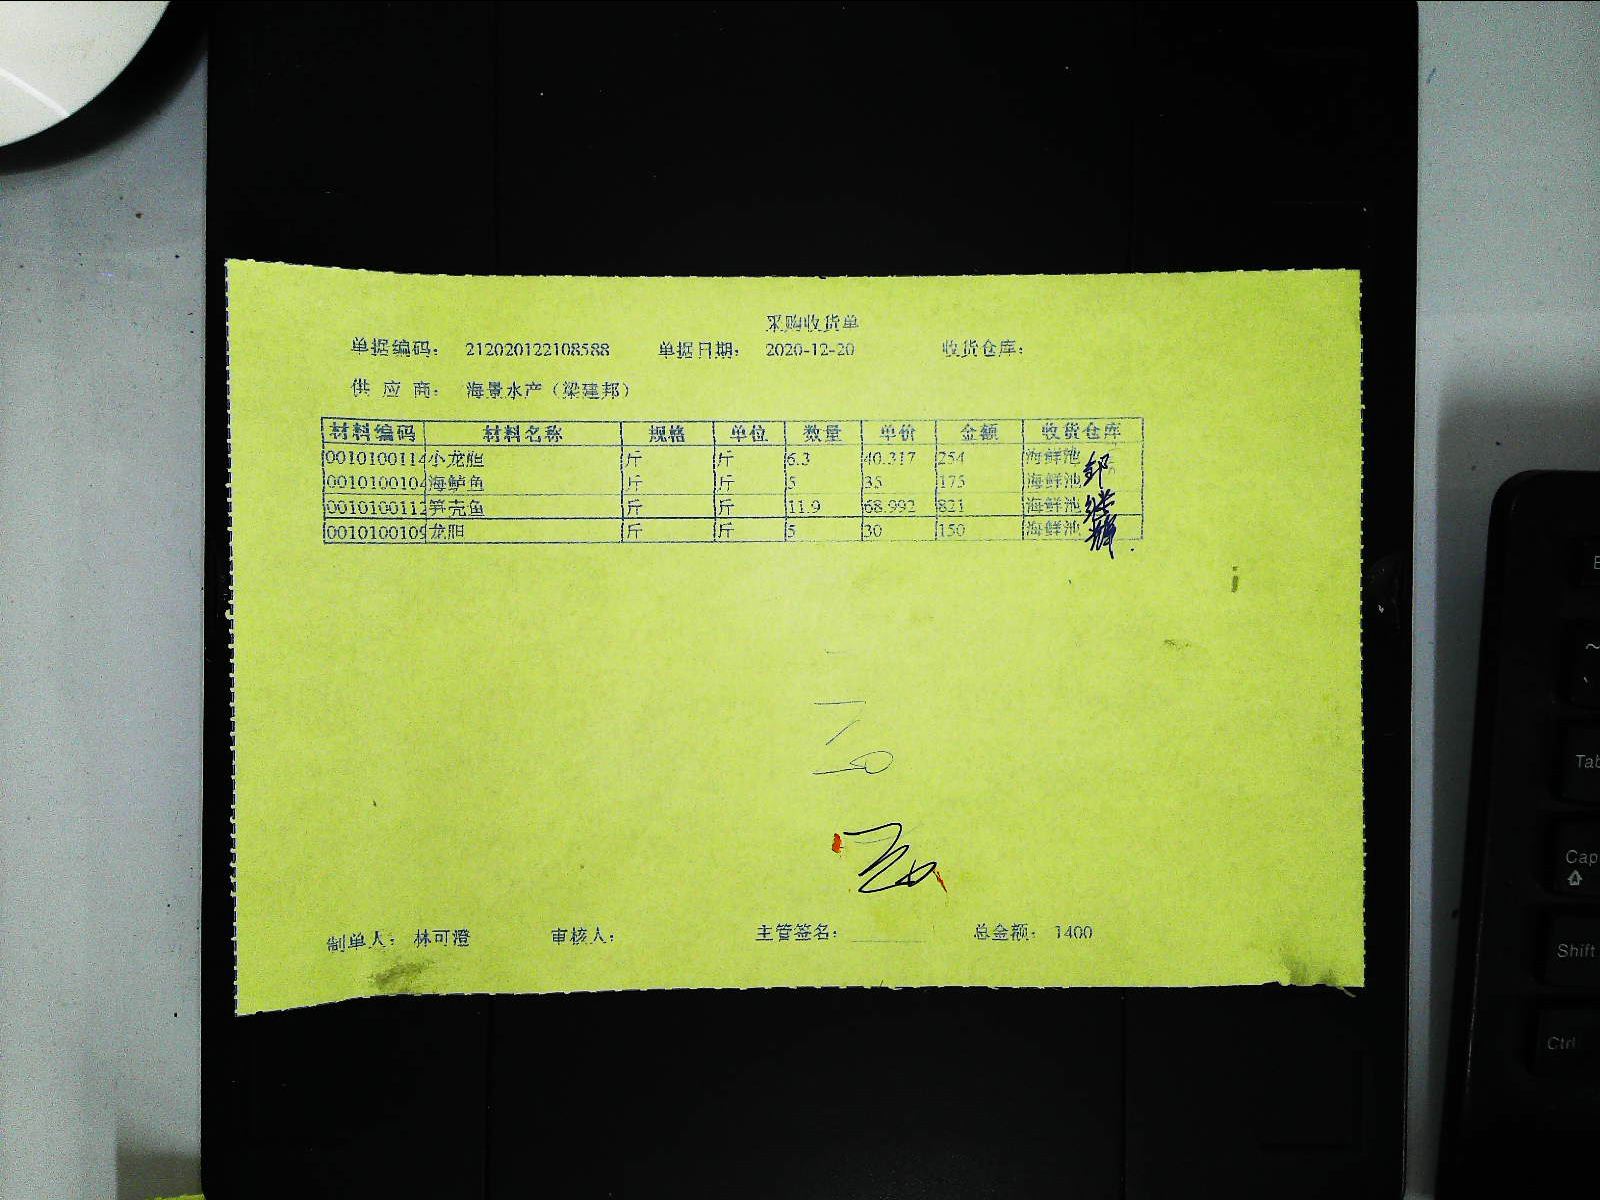 采购收货单
单据编码： 212020122108588 单据日期： 2020-12-20 收货仓库：
供 应 商： 海景水产（梁建邦）
材料编码 材料名称 规格 单位 数量 单价 金额 收货仓库
0010100114 小龙胆 斤 斤 6.3 40.317 254 海鲜池
0010100104 海鲈鱼 斤 斤 5 35 175 海鲜池
0010100112 笋壳鱼 斤 斤 11.9 68.992 821 海鲜池
0010100109 龙胆 斤 斤 5 30 150 海鲜池
制单人： 林可澄 审核人： 主管签名： 总金额： 1400
~
Tab
Cap
Shift
Ctrl